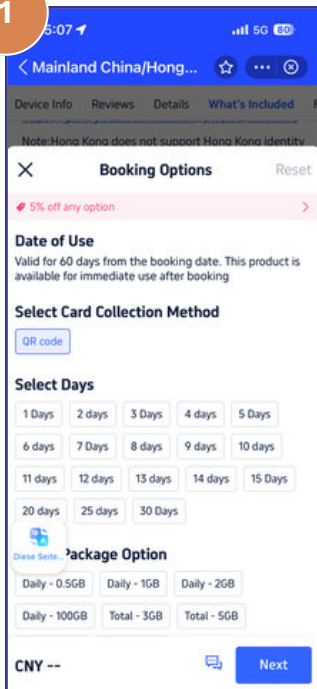 1
5:07
5G 80
Mainland China/Hong...
Device Info Reviews Details What's Included
Note:Hong Kong does not support Hong Kong identity
Booking Options Reset
5% off any option
Date of Use
Valid for 60 days from the booking date. This product is
available for immediate use after booking
Select Card Collection Method
QR code
Select Days
1 Days 2 days 3 Days 4 days 5 Days
6 days 7 Days 8 days 9 days 10 days
11 days 12 days 13 days 14 days 15 Days
20 days 25 days 30 Days
Diese Seite...
Package Option
Daily - 0.5GB Daily - 1GB Daily - 2GB
Daily - 100GB Total - 3GB Total - 5GB
CNY -- Next